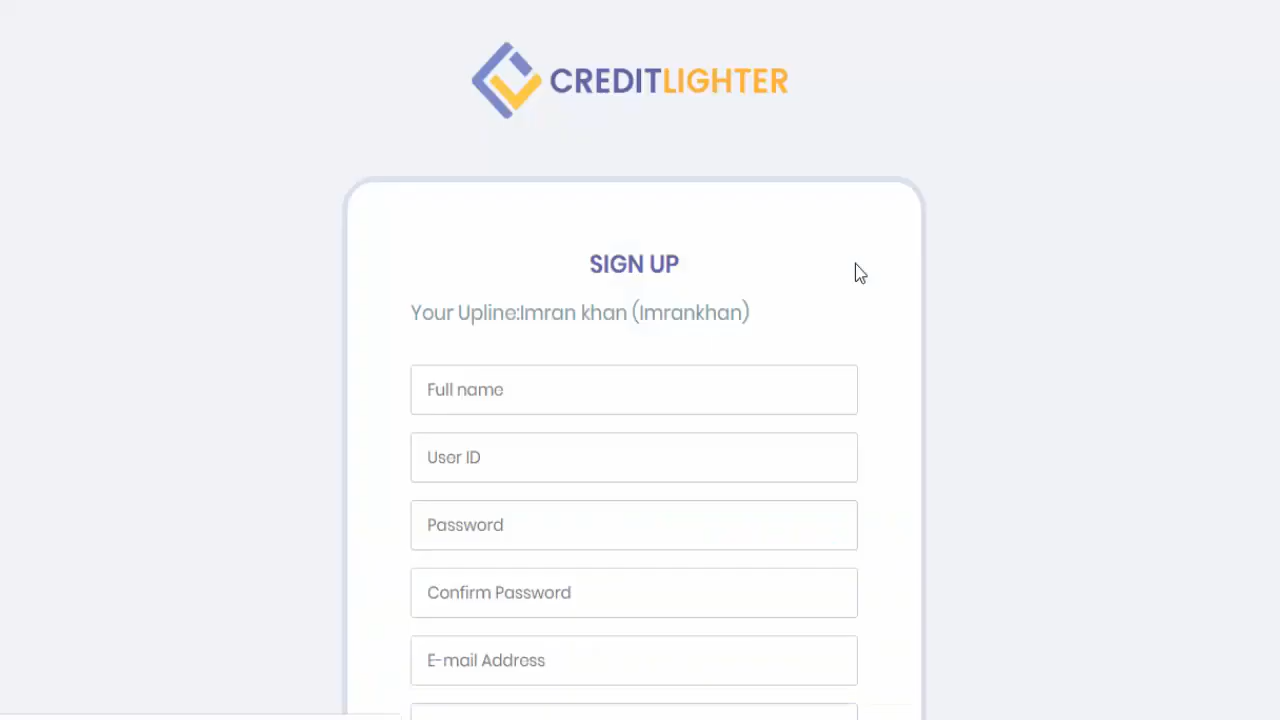 CREDITLIGHTER
SIGN UP
Your Upline:Imran khan (Imrankhan)
Full name
User ID
Password
Confirm Password
E-mail Address